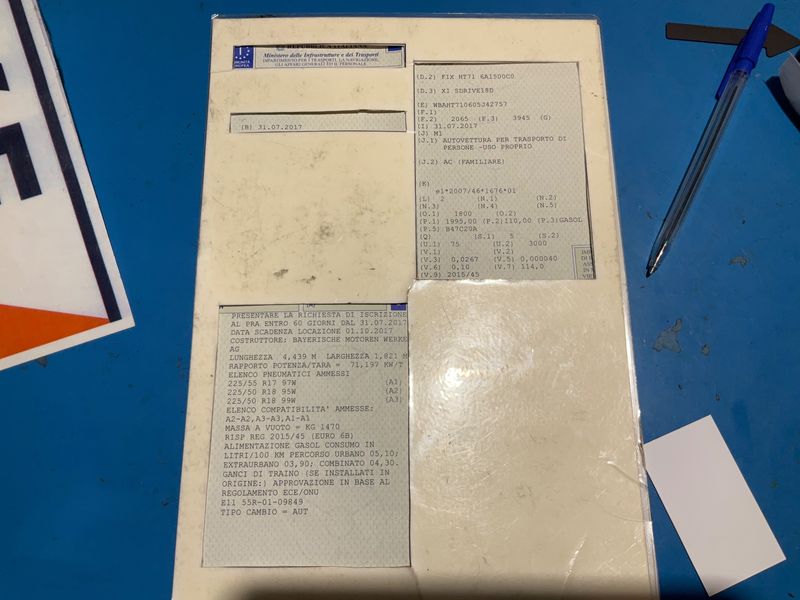 REPUBBLICA ITALIANA
Ministero delle Infrastrutture e dei Trasporti
DIPARTIMENTO PER I TRASPORTI, LA NAVIGAZIONE,
GLI AFFARI GENERALI ED IL PERSONALE
(B) 31.07.2017
(D.2) FIX HT71 6A1500C0
(D.3) X1 SDRIVE18D
(E) WBAHT710605J42757
(F.1)
(F.2) 2065 (F.3) 3945 (G)
(I) 31.07.2017
(J) M1
(J.1) AUTOVETTURA PER TRASPORTO DI
PERSONE -USO PROPRIO
(J.2) AC (FAMILIARE)
(K)
e1*2007/46*1676*01
(L) 2 (N.1) (N.2)
(N.3) (N.4) (N.5)
(O.1) 1800 (O.2)
(P.1) 1995,00 (P.2)110,00 (P.3)GASOL
(P.5) B47C20A
(Q) (S.1) 5 (S.2)
(U.1) 75 (U.2) 3000
(V.1) (V.2)
(V.3) 0,0267 (V.5) 0,000040
(V.6) 0,10 (V.7) 114,0
(V.9) 2015/45
PRESENTARE LA RICHIESTA DI ISCRIZIONE
AL PRA ENTRO 60 GIORNI DAL 31.07.2017
DATA SCADENZA LOCAZIONE 01.10.2017
COSTRUTTORE: BAYERISCHE MOTOREN WERKE
AG
LUNGHEZZA 4,439 M LARGHEZZA 1,821 M
RAPPORTO POTENZA/TARA = 71,197 KW/T
ELENCO PNEUMATICI AMMESSI
225/55 R17 97W (A1)
225/50 R18 95W (A2)
225/50 R18 99W (A3)
ELENCO COMPATIBILITA' AMMESSE:
A2-A2,A3-A3,A1-A1
MASSA A VUOTO = KG 1470
RISP REG 2015/45 (EURO 6B)
ALIMENTAZIONE GASOL CONSUMO IN
LITRI/100 KM PERCORSO URBANO 05,10;
EXTRAURBANO 03,90; COMBINATO 04,30.
GANCI DI TRAINO (SE INSTALLATI IN
ORIGINE:) APPROVAZIONE IN BASE AL
REGOLAMENTO ECE/ONU
E11 55R-01-09849
TIPO CAMBIO = AUT